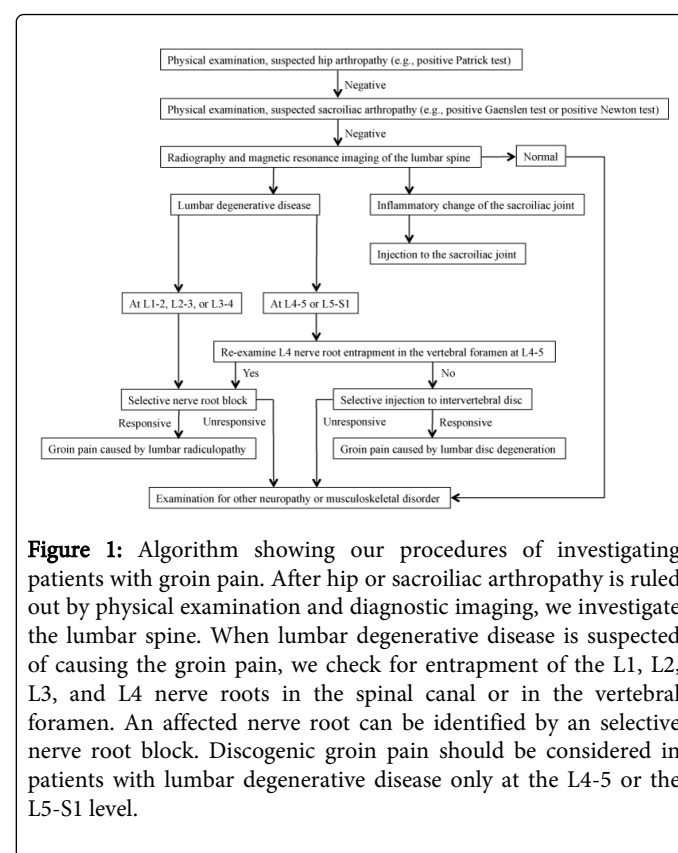 Physical examination, suspected hip arthropathy (e.g., positive Patrick test)
Negative
Physical examination, suspected sacroiliac arthropathy (e.g., positive Gaenslen test or positive Newton test)
Negative
Radiography and magnetic resonance imaging of the lumbar spine
Normal
Lumbar degenerative disease
Inflammatory change of the sacroiliac joint
Injection to the sacroiliac joint
At L1-2, L2-3, or L3-4
At L4-5 or L5-S1
Re-examine L4 nerve root entrapment in the vertebral foramen at L4-5
Yes
No
Selective nerve root block
Selective injection to intervertebral disc
Responsive
Unresponsive
Unresponsive
Responsive
Groin pain caused by lumbar radiculopathy
Groin pain caused by lumbar disc degeneration
Examination for other neuropathy or musculoskeletal disorder
Figure 1: Algorithm showing our procedures of investigating
patients with groin pain. After hip or sacroiliac arthropathy is ruled
out by physical examination and diagnostic imaging, we investigate
the lumbar spine. When lumbar degenerative disease is suspected
of causing the groin pain, we check for entrapment of the L1, L2,
L3, and L4 nerve roots in the spinal canal or in the vertebral
foramen. An affected nerve root can be identified by an selective
nerve root block. Discogenic groin pain should be considered in
patients with lumbar degenerative disease only at the L4-5 or the
L5-S1 level.